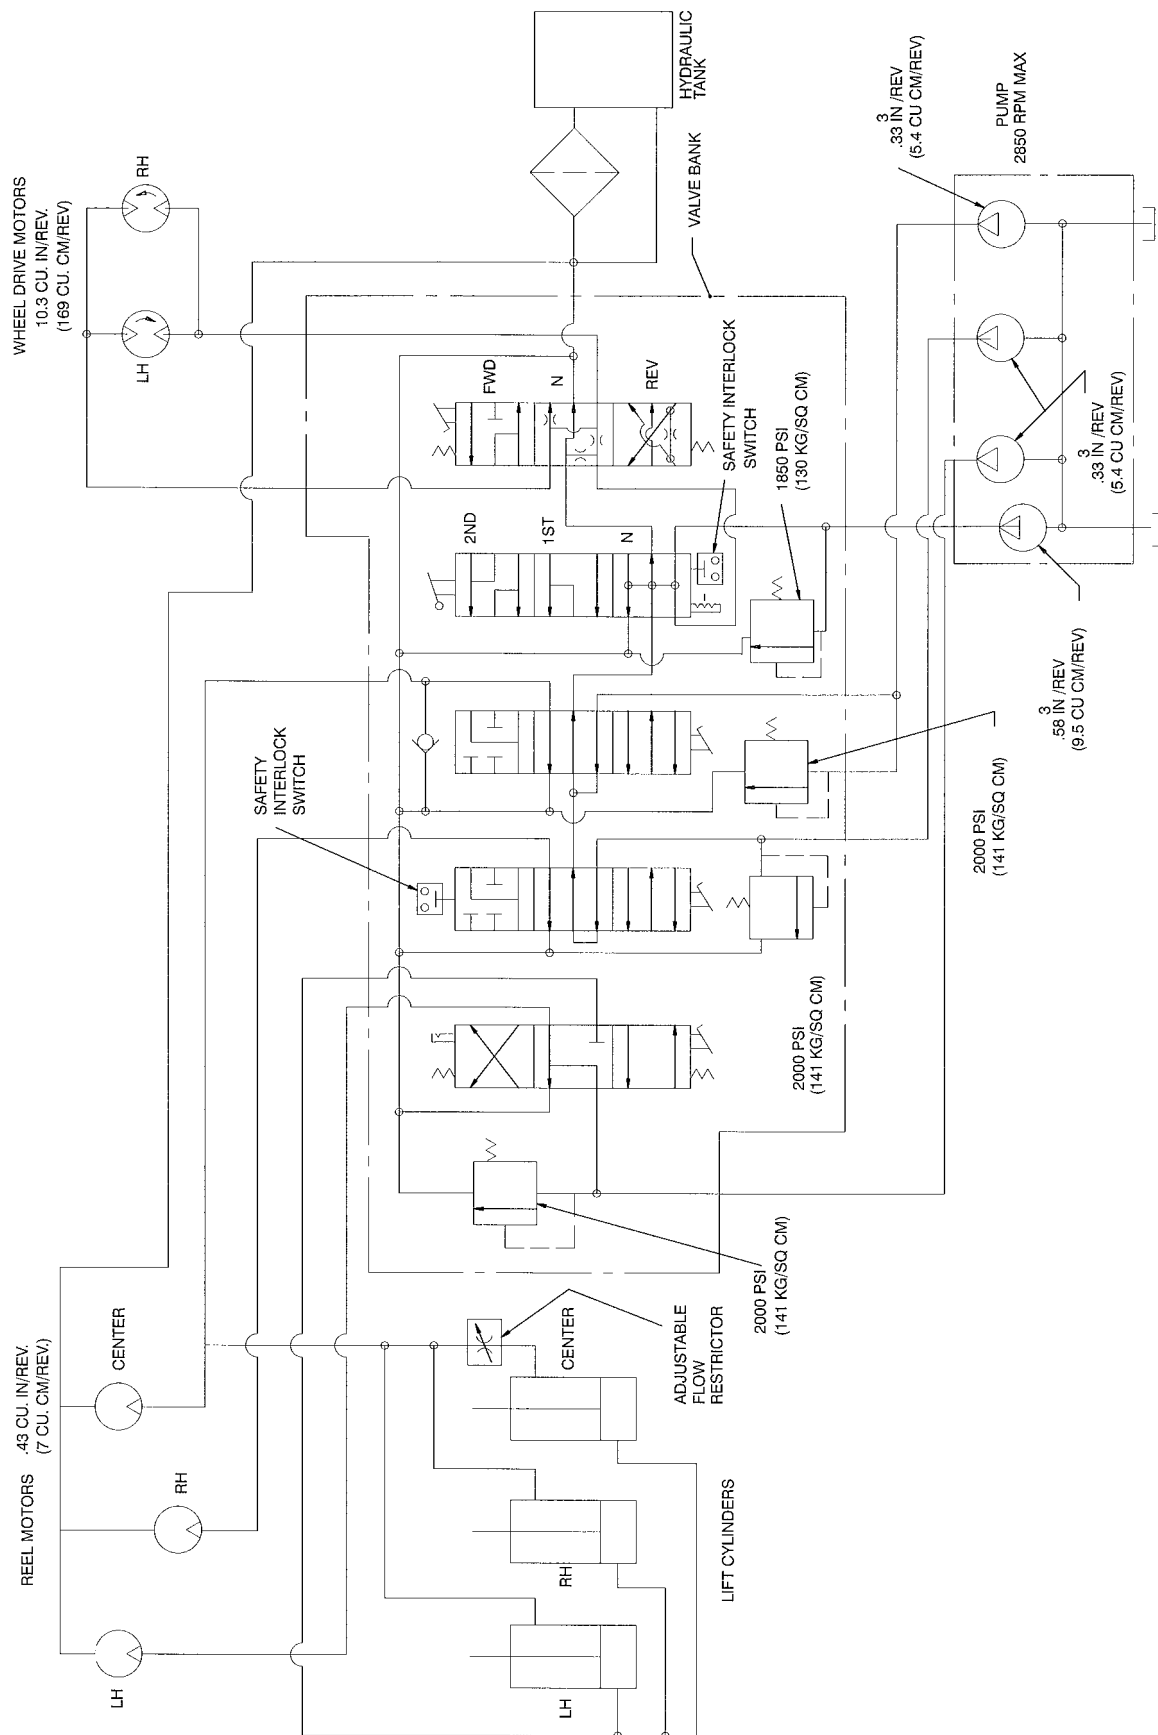 REEL MOTORS .43 CU. IN/REV.
(7 CU. CM/REV.)
LH
RH
CENTER
WHEEL DRIVE MOTORS
10.3 CU. IN/REV.
(169 CU. CM/REV)
LH
RH
HYDRAULIC
TANK
VALVE BANK
SAFETY
INTERLOCK
SWITCH
2ND
1ST
N
FWD
N
REV
SAFETY INTERLOCK
SWITCH
1850 PSI
(130 KG/SQ CM)
2000 PSI
(141 KG/SQ CM)
2000 PSI
(141 KG/SQ CM)
2000 PSI
(141 KG/SQ CM)
ADJUSTABLE
FLOW
RESTRICTOR
LH
RH
CENTER
LIFT CYLINDERS
3
.58 IN /REV
(9.5 CU CM/REV)
3
.33 IN /REV
(5.4 CU CM/REV)
3
.33 IN /REV
(5.4 CU CM/REV)
PUMP
2850 RPM MAX